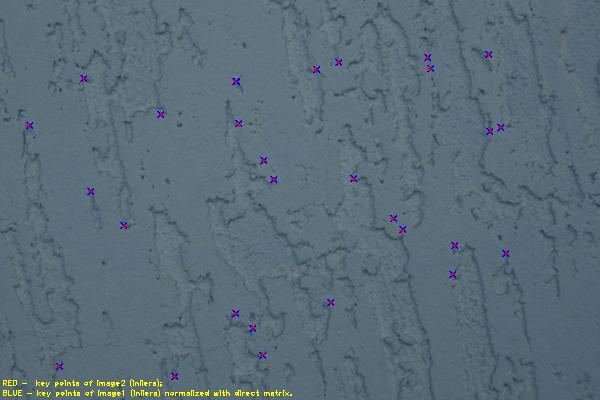 RED - key points of image2 (inliers);
BLUE - key points of image1 (inliers) normalized with direct matrix.